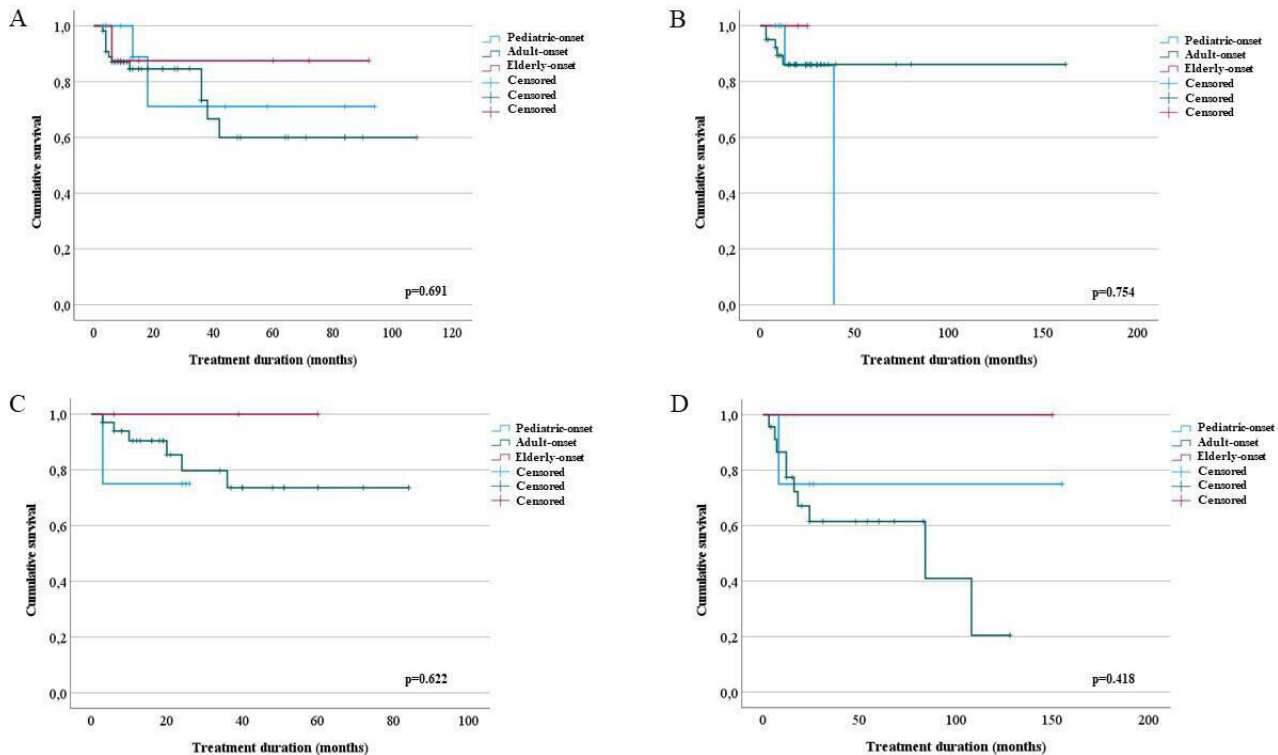 A
Cumulative survival
1,0
0,8
0,6
0,4
0,2
0,0
Pediatric-onset
Adult-onset
Elderly-onset
Censored
Censored
Censored
p=0.691
0 20 40 60 80 100 120
Treatment duration (months)
B
Cumulative survival
1,0
0,8
0,6
0,4
0,2
0,0
Pediatric-onset
Adult-onset
Elderly-onset
Censored
Censored
Censored
p=0.754
0 50 100 150 200
Treatment duration (months)
C
Cumulative survival
1,0
0,8
0,6
0,4
0,2
0,0
Pediatric-onset
Adult-onset
Elderly-onset
Censored
Censored
Censored
p=0.622
0 20 40 60 80 100
Treatment duration (months)
D
Cumulative survival
1,0
0,8
0,6
0,4
0,2
0,0
Pediatric-onset
Adult-onset
Elderly-onset
Censored
Censored
Censored
p=0.418
0 50 100 150 200
Treatment duration (months)